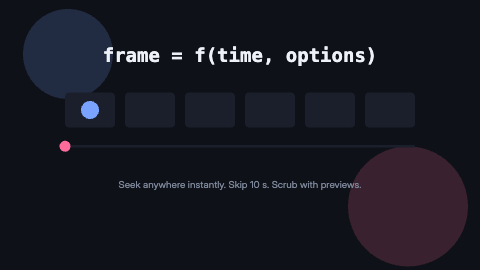 frame = f(time, options)
Seek anywhere instantly. Skip 10 s. Scrub with previews.